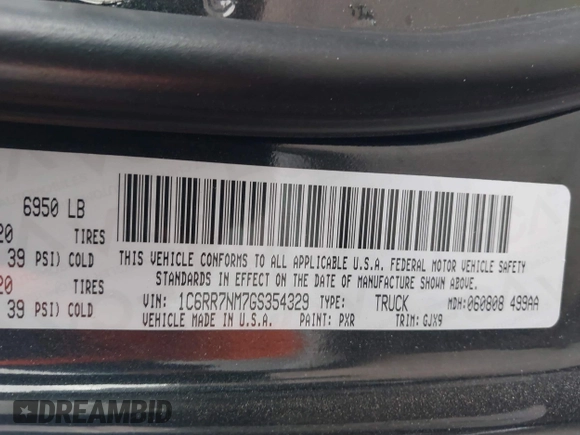 6950 LB
20 TIRES
39 PSI) COLD
20 TIRES
39 PSI) COLD
THIS VEHICLE CONFORMS TO ALL APPLICABLE U.S.A. FEDERAL MOTOR VEHICLE SAFETY
STANDARDS IN EFFECT ON THE DATE OF MANUFACTURE SHOWN ABOVE.
VIN: 1C6RR7NM7GS354329 TYPE: TRUCK MDH:060808 499AA
VEHICLE MADE IN U.S.A. PAINT: PXR TRIM: GJX9
DREAMBID